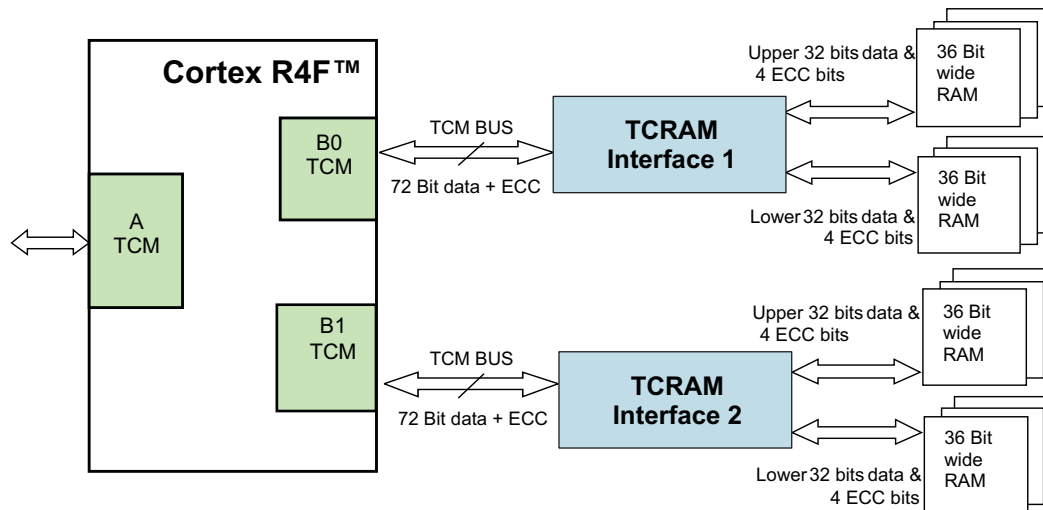 Cortex R4F™
A
TCM
B0
TCM
B1
TCM
TCM BUS
72 Bit data + ECC
TCRAM
Interface 1
Upper 32 bits data &
4 ECC bits
36 Bit
wide
RAM
Lower 32 bits data &
4 ECC bits
36 Bit
wide
RAM
TCM BUS
72 Bit data + ECC
TCRAM
Interface 2
Upper 32 bits data &
4 ECC bits
36 Bit
wide
RAM
Lower 32 bits data &
4 ECC bits
36 Bit
wide
RAM